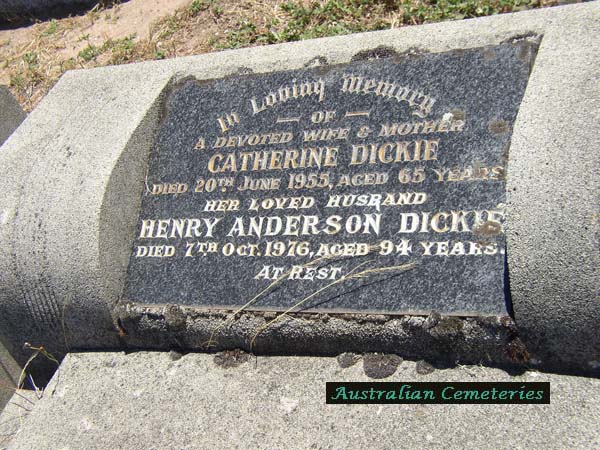 In Loving Memory
— OF —
A DEVOTED WIFE & MOTHER
CATHERINE DICKIE
DIED 20TH JUNE 1955, AGED 65 YEARS
HER LOVED HUSBAND
HENRY ANDERSON DICKIE
DIED 7TH OCT. 1976, AGED 94 YEARS.
AT REST.
Australian Cemeteries